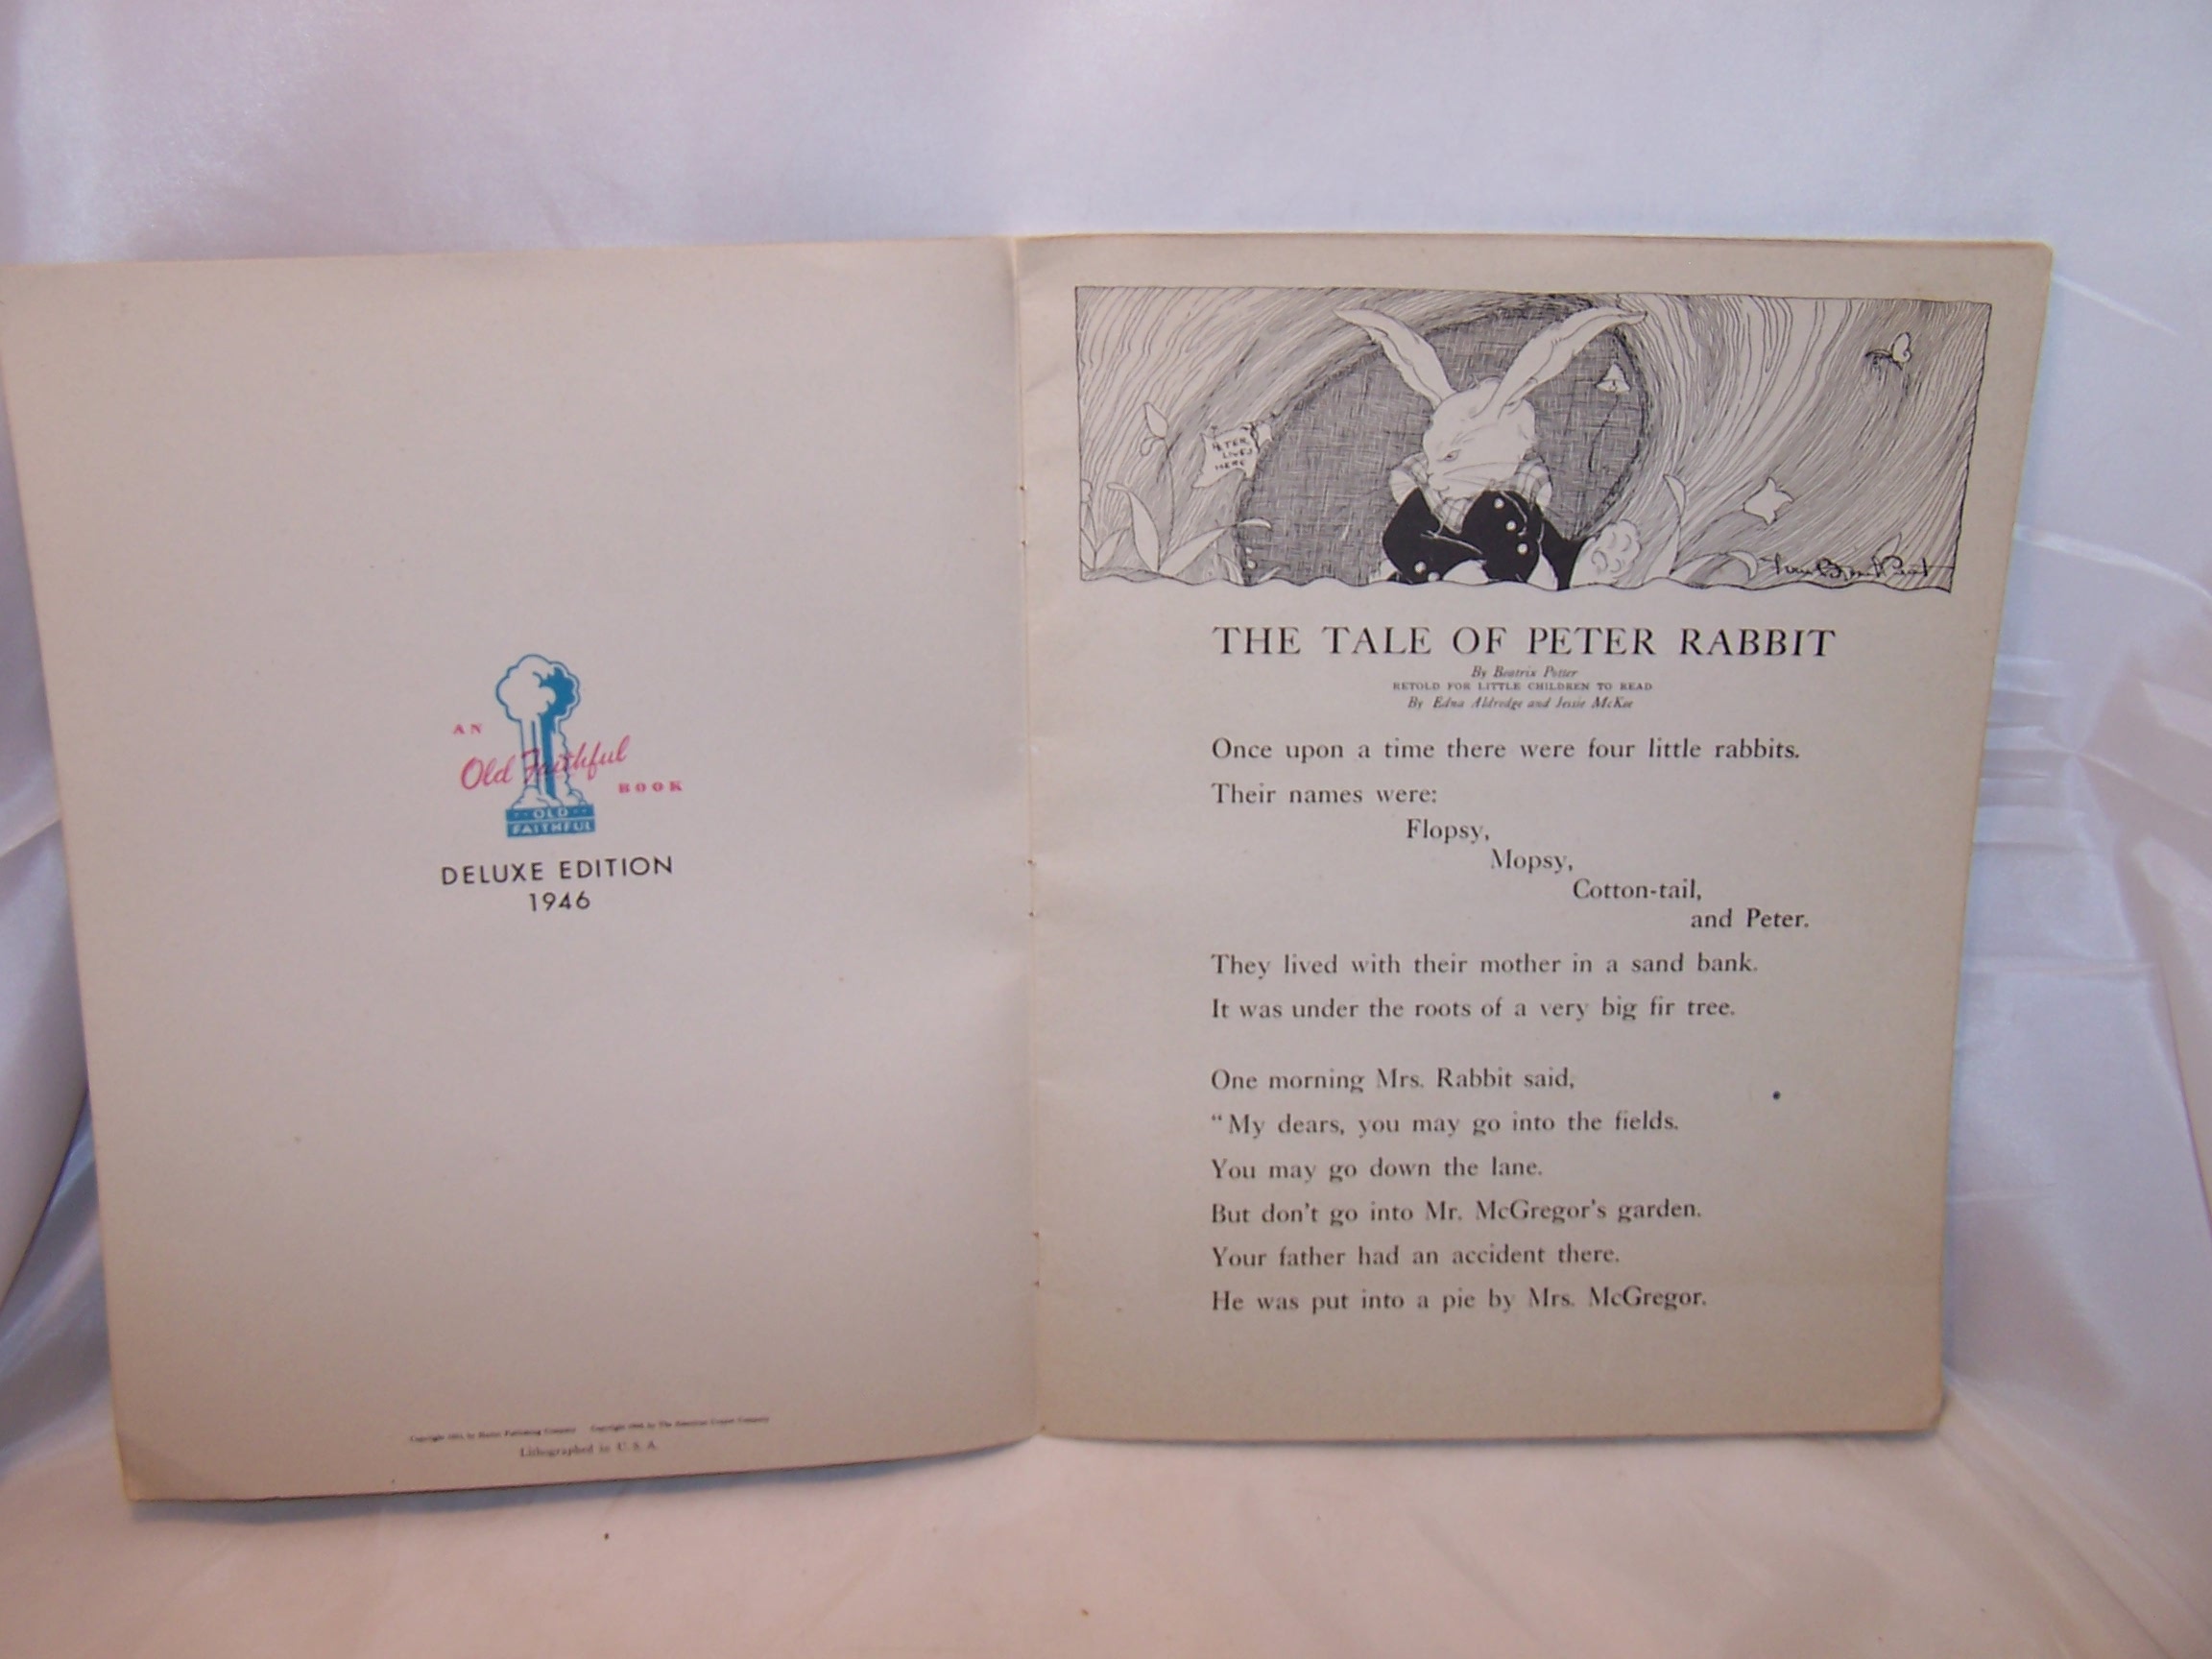 AN
Old Faithful
BOOK
OLD
FAITHFUL
DELUXE EDITION
1946
Lithographed in U. S. A.
PETER
LIVES
HERE
THE TALE OF PETER RABBIT
By Beatrix Potter
RETOLD FOR LITTLE CHILDREN TO READ
By Edna Aldredge and Jessie McKee
Once upon a time there were four little rabbits.
Their names were:
Flopsy,
Mopsy,
Cotton-tail,
and Peter.
They lived with their mother in a sand bank.
It was under the roots of a very big fir tree.
One morning Mrs. Rabbit said,
“My dears, you may go into the fields.
You may go down the lane.
But don't go into Mr. McGregor's garden.
Your father had an accident there.
He was put into a pie by Mrs. McGregor.